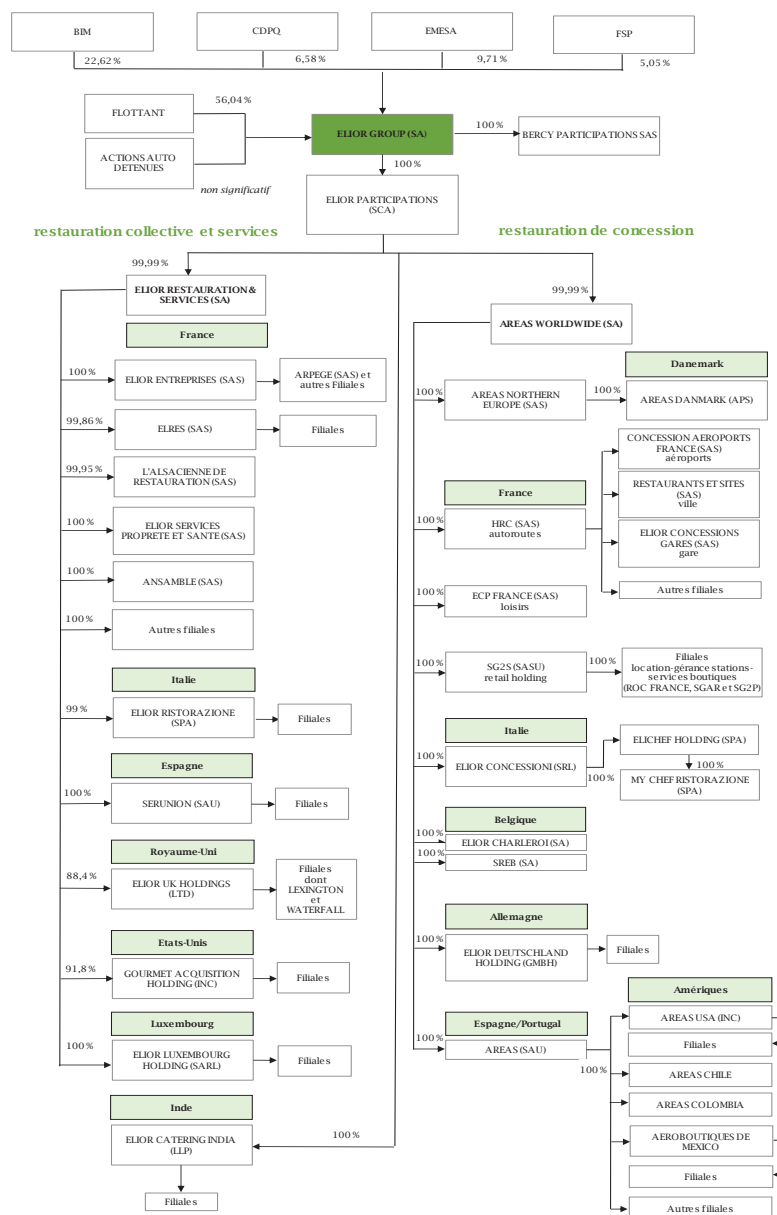 BIM
CDPQ
EMESA
FSP
22,62 %
6,58 %
9,71 %
5,05 %
FLOTTANT
56,04 %
ACTIONS AUTO
DETENUES
non significatif
ELIOR GROUP (SA)
100 %
BERCY PARTICIPATIONS SAS
100 %
ELIOR PARTICIPATIONS
(SCA)
restauration collective et services
restauration de concession
99,99 %
ELIOR RESTAURATION &
SERVICES (SA)
France
100 %
ELIOR ENTREPRISES (SAS)
ARPEGE (SAS) et
autres Filiales
99,86 %
ELRES (SAS)
Filiales
99,95 %
L'ALSACIENNE DE
RESTAURATION (SAS)
100 %
ELIOR SERVICES
PROPRETE ET SANTE (SAS)
100 %
ANSAMBLE (SAS)
100 %
Autres filiales
Italie
99 %
ELIOR RISTORAZIONE
(SPA)
Filiales
Espagne
100 %
SERUNION (SAU)
Filiales
Royaume-Uni
88,4 %
ELIOR UK HOLDINGS
(LTD)
Filiales
dont
LEXINGTON
et
WATERFALL
Etats-Unis
91,8 %
GOURMET ACQUISITION
HOLDING (INC)
Filiales
Luxembourg
100 %
ELIOR LUXEMBOURG
HOLDING (SARL)
Filiales
Inde
ELIOR CATERING INDIA
(LLP)
100 %
Filiales
99,99 %
AREAS WORLDWIDE (SA)
Danemark
100 %
AREAS NORTHERN
EUROPE (SAS)
100 %
AREAS DANMARK (APS)
France
100 %
HRC (SAS)
autoroutes
CONCESSION AEROPORTS
FRANCE (SAS)
aéroports
RESTAURANTS ET SITES
(SAS)
ville
ELIOR CONCESSIONS
GARES (SAS)
gare
Autres filiales
100 %
ECP FRANCE (SAS)
loisirs
100 %
SG2S (SASU)
retail holding
100 %
Filiales
location-gérance stations-
services boutiques
(ROC FRANCE, SGAR et SG2P)
Italie
100 %
ELIOR CONCESSIONI (SRL)
100 %
ELICHEF HOLDING (SPA)
100 %
MY CHEF RISTORAZIONE
(SPA)
Belgique
100 %
ELIOR CHARLEROI (SA)
100 %
SREB (SA)
Allemagne
100 %
ELIOR DEUTSCHLAND
HOLDING (GMBH)
Filiales
Espagne/Portugal
100 %
AREAS (SAU)
100 %
Amériques
AREAS USA (INC)
Filiales
AREAS CHILE
AREAS COLOMBIA
AEROBOUTIQUES DE
MEXICO
Filiales
Autres filiales